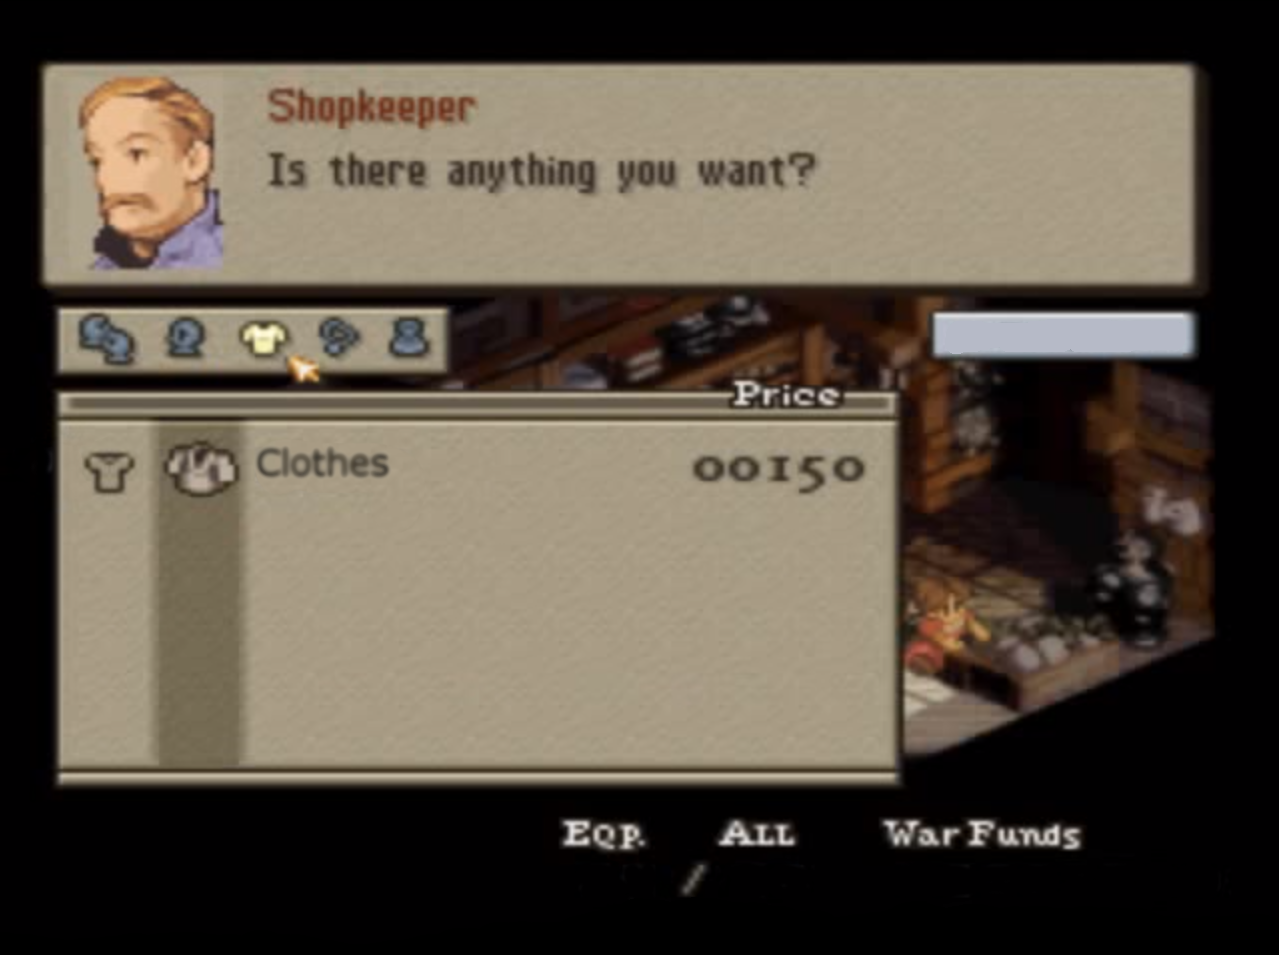 Shopkeeper
Is there anything you want?
Price
Clothes 00150
Eqp. All War Funds
/